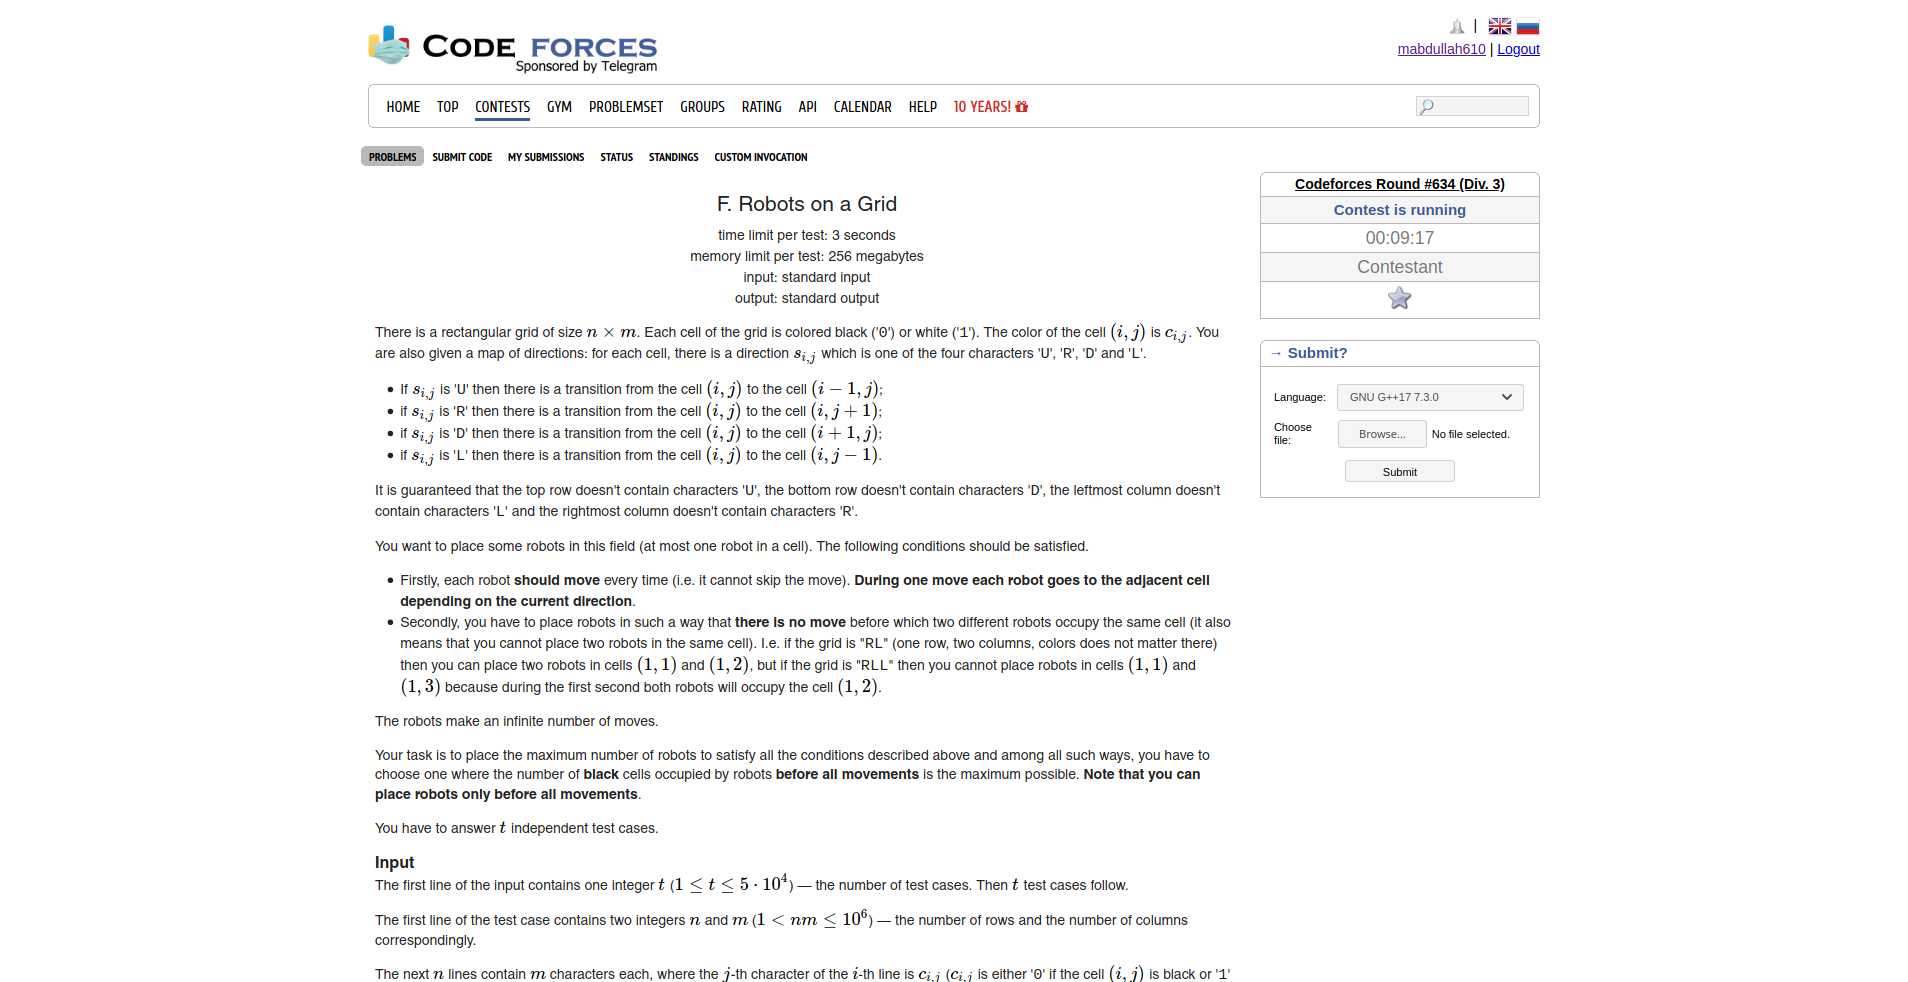 CODE FORCES
Sponsored by Telegram
|
mabdullah610 | Logout
HOME TOP CONTESTS GYM PROBLEMSET GROUPS RATING API CALENDAR HELP 10 YEARS!
PROBLEMS SUBMIT CODE MY SUBMISSIONS STATUS STANDINGS CUSTOM INVOCATION
F. Robots on a Grid
time limit per test: 3 seconds
memory limit per test: 256 megabytes
input: standard input
output: standard output
There is a rectangular grid of size n × m. Each cell of the grid is colored black ('0') or white ('1'). The color of the cell (i, j) is c_{i,j}. You
are also given a map of directions: for each cell, there is a direction s_{i,j} which is one of the four characters 'U', 'R', 'D' and 'L'.
• If s_{i,j} is 'U' then there is a transition from the cell (i, j) to the cell (i − 1, j);
• if s_{i,j} is 'R' then there is a transition from the cell (i, j) to the cell (i, j + 1);
• if s_{i,j} is 'D' then there is a transition from the cell (i, j) to the cell (i + 1, j);
• if s_{i,j} is 'L' then there is a transition from the cell (i, j) to the cell (i, j − 1).
It is guaranteed that the top row doesn't contain characters 'U', the bottom row doesn't contain characters 'D', the leftmost column doesn't
contain characters 'L' and the rightmost column doesn't contain characters 'R'.
You want to place some robots in this field (at most one robot in a cell). The following conditions should be satisfied.
• Firstly, each robot should move every time (i.e. it cannot skip the move). During one move each robot goes to the adjacent cell
depending on the current direction.
• Secondly, you have to place robots in such a way that there is no move before which two different robots occupy the same cell (it also
means that you cannot place two robots in the same cell). I.e. if the grid is "RL" (one row, two columns, colors does not matter there)
then you can place two robots in cells (1, 1) and (1, 2), but if the grid is "RLL" then you cannot place robots in cells (1, 1) and
(1, 3) because during the first second both robots will occupy the cell (1, 2).
The robots make an infinite number of moves.
Your task is to place the maximum number of robots to satisfy all the conditions described above and among all such ways, you have to
choose one where the number of black cells occupied by robots before all movements is the maximum possible. Note that you can
place robots only before all movements.
You have to answer t independent test cases.
Input
The first line of the input contains one integer t (1 ≤ t ≤ 5 · 10^4) — the number of test cases. Then t test cases follow.
The first line of the test case contains two integers n and m (1 < nm ≤ 10^6) — the number of rows and the number of columns
correspondingly.
The next n lines contain m characters each, where the j-th character of the i-th line is c_{i,j} (c_{i,j} is either '0' if the cell (i, j) is black or '1'
Codeforces Round #634 (Div. 3)
Contest is running
00:09:17
Contestant
→ Submit?
Language: GNU G++17 7.3.0
Choose
file: Browse... No file selected.
Submit